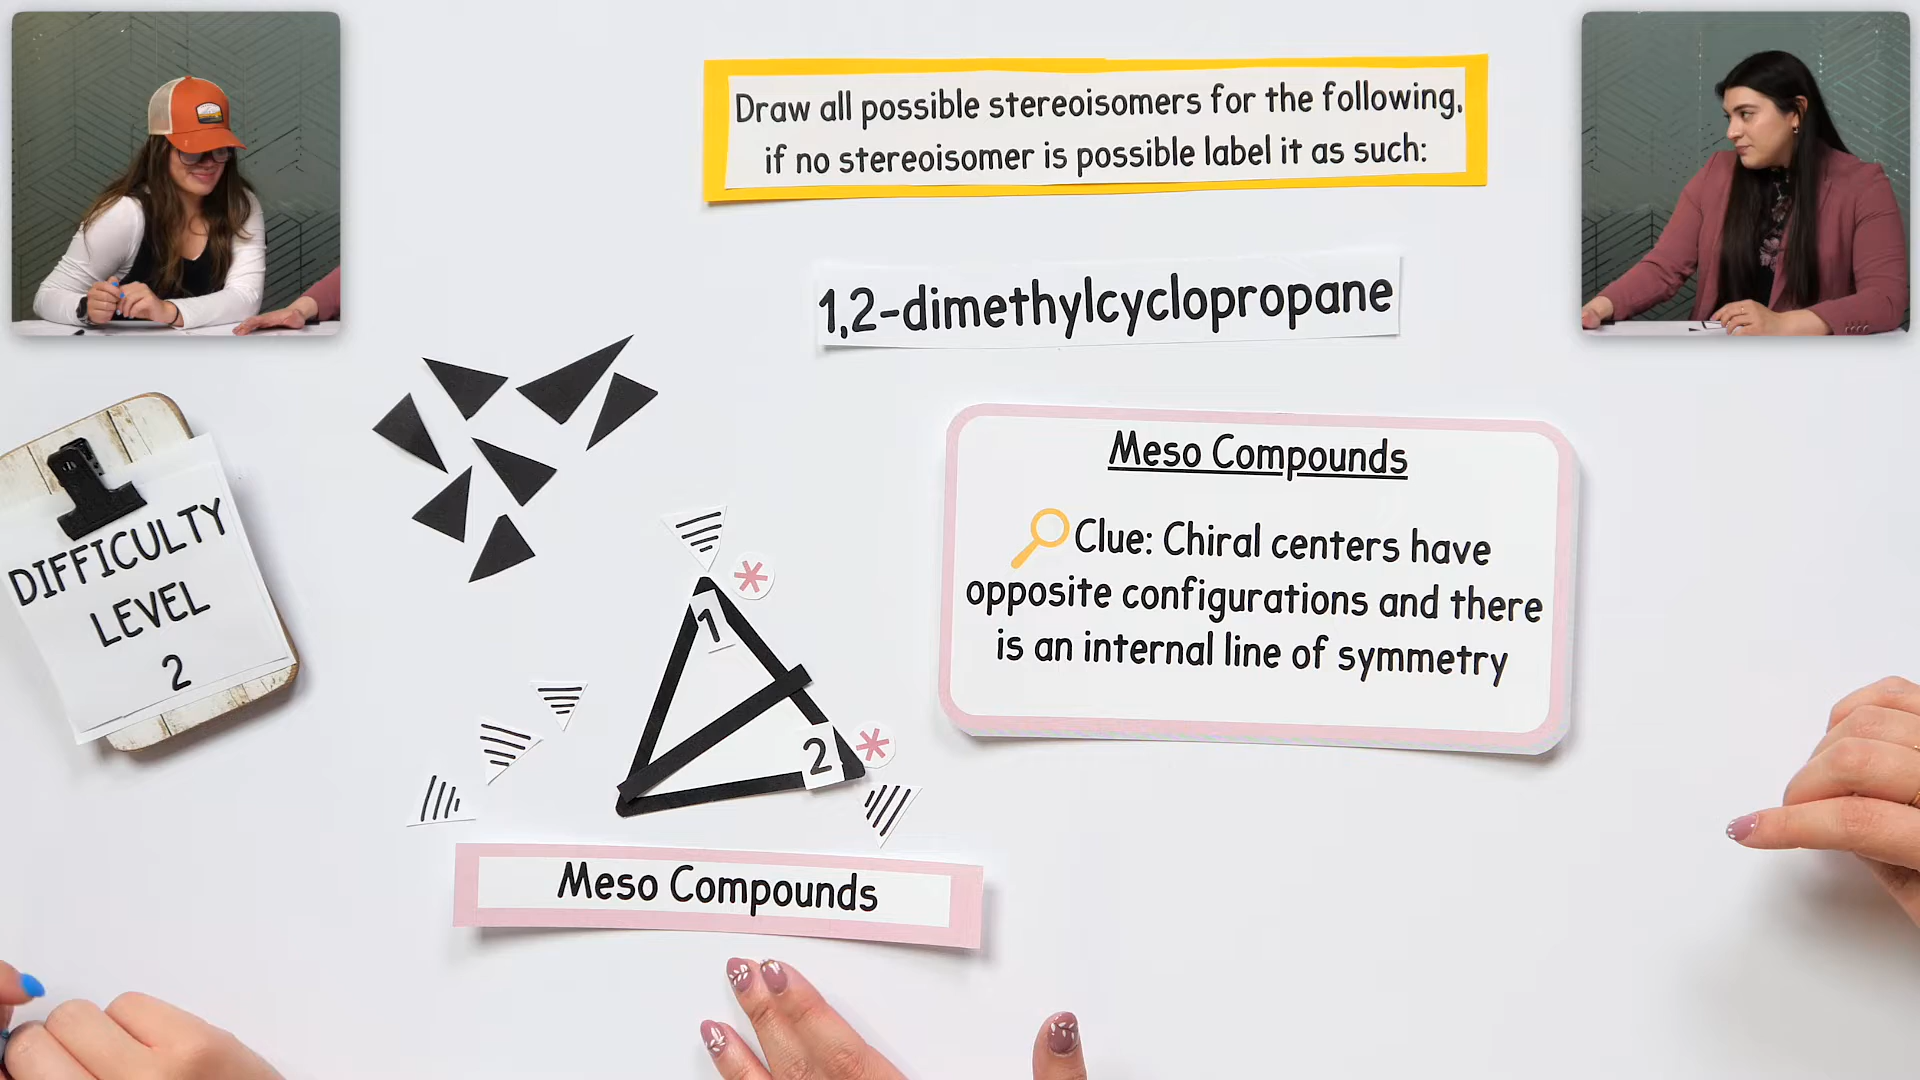 Draw all possible stereoisomers for the following,
if no stereoisomer is possible label it as such:
1,2-dimethylcyclopropane
Meso Compounds
Clue: Chiral centers have
opposite configurations and there
is an internal line of symmetry
DIFFICULTY
LEVEL
2
1
*
2
*
Meso Compounds